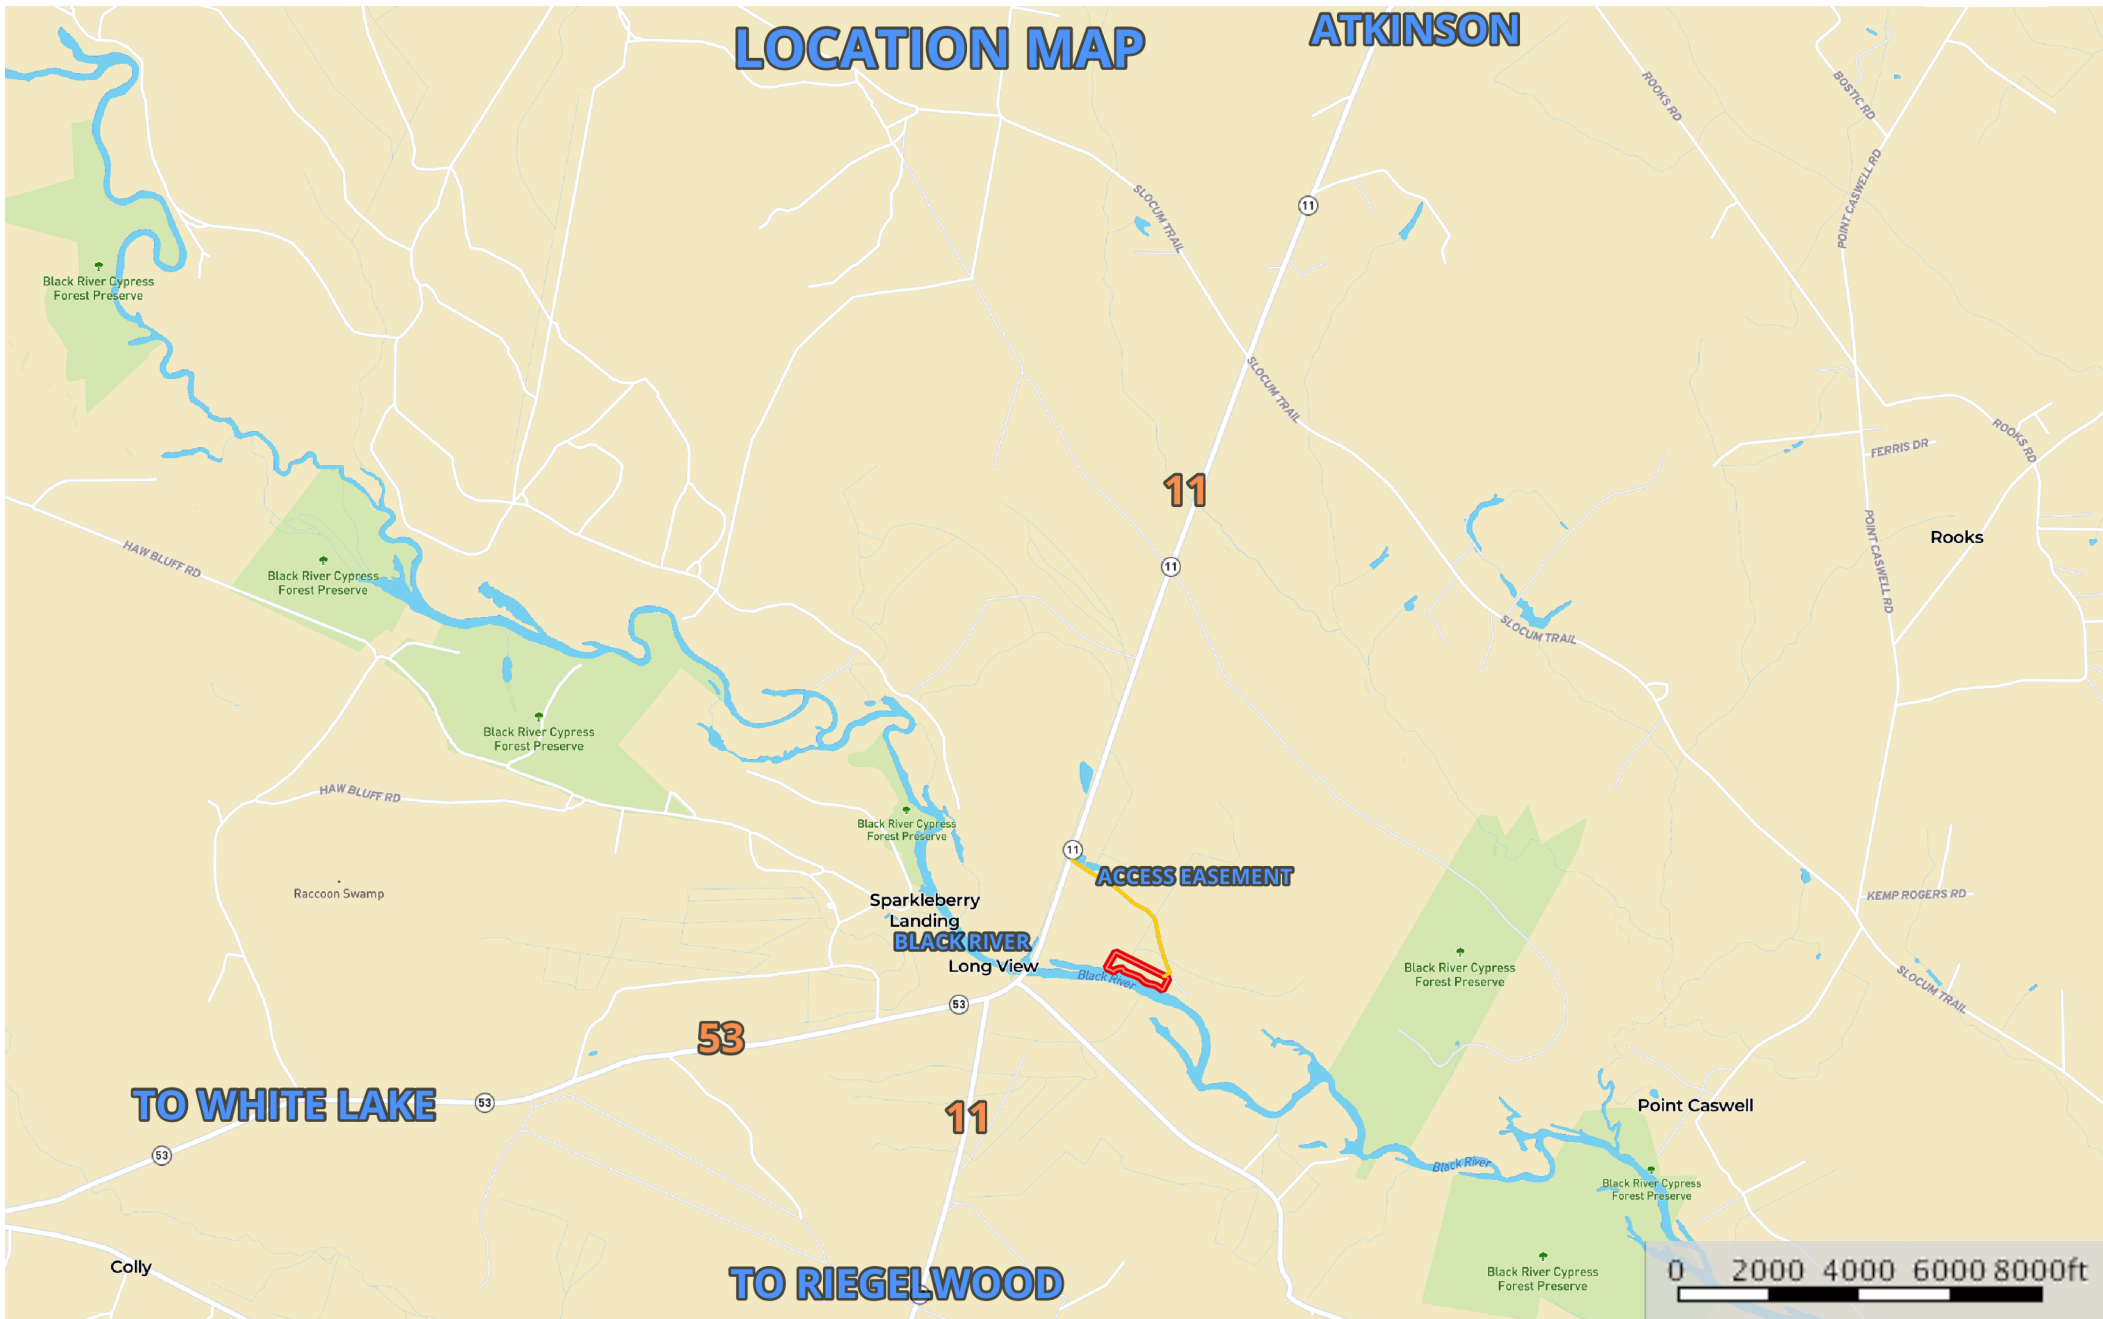 LOCATION MAP
ATKINSON
ROOKS RD
BOSTIC RD
POINT CASWELL RD
SLOCUM TRAIL
11
Black River Cypress
Forest Preserve
SLOCUM TRAIL
FERRIS DR
ROOKS RD
11
11
POINT CASWELL RD
Rooks
HAW BLUFF RD
Black River Cypress
Forest Preserve
SLOCUM TRAIL
Black River Cypress
Forest Preserve
HAW BLUFF RD
Black River Cypress
Forest Preserve
11
ACCESS EASEMENT
Raccoon Swamp
Sparkleberry
Landing
KEMP ROGERS RD
BLACK RIVER
Long View
Black River
Black River Cypress
Forest Preserve
SLOCUM TRAIL
53
53
TO WHITE LAKE
53
11
Point Caswell
53
Black River
Black River Cypress
Forest Preserve
Colly
TO RIEGELWOOD
Black River Cypress
Forest Preserve
0 2000 4000 6000 8000ft